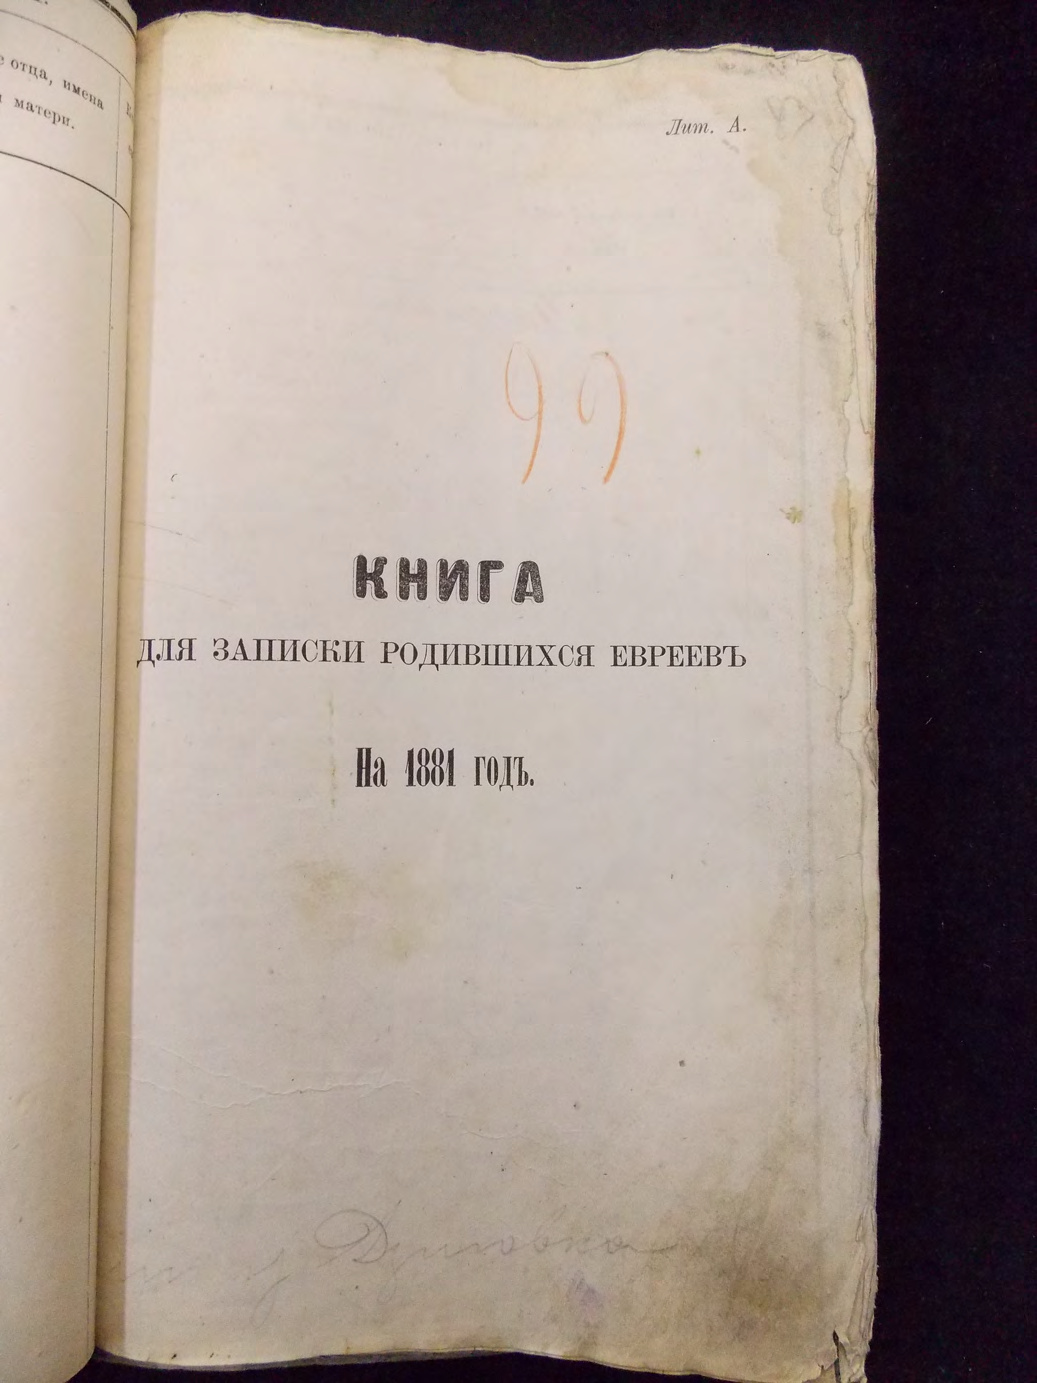 отца, имена
матери.
Лит. А.
99
КНИГА
ДЛЯ ЗАПИСКИ РОДИВШИХСЯ ЕВРЕЕВЪ
На 1881 годъ.